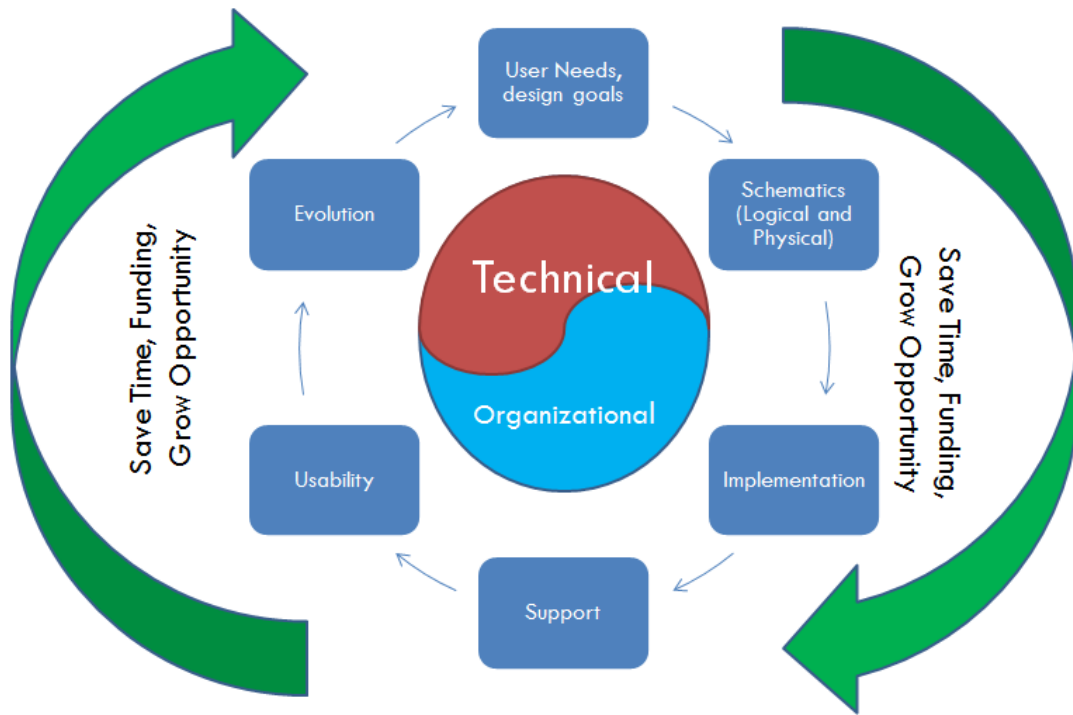 User Needs,
design goals
Schematics
(Logical and
Physical)
Implementation
Support
Usability
Evolution
Technical
Organizational
Save Time, Funding,
Grow Opportunity
Save Time, Funding,
Grow Opportunity